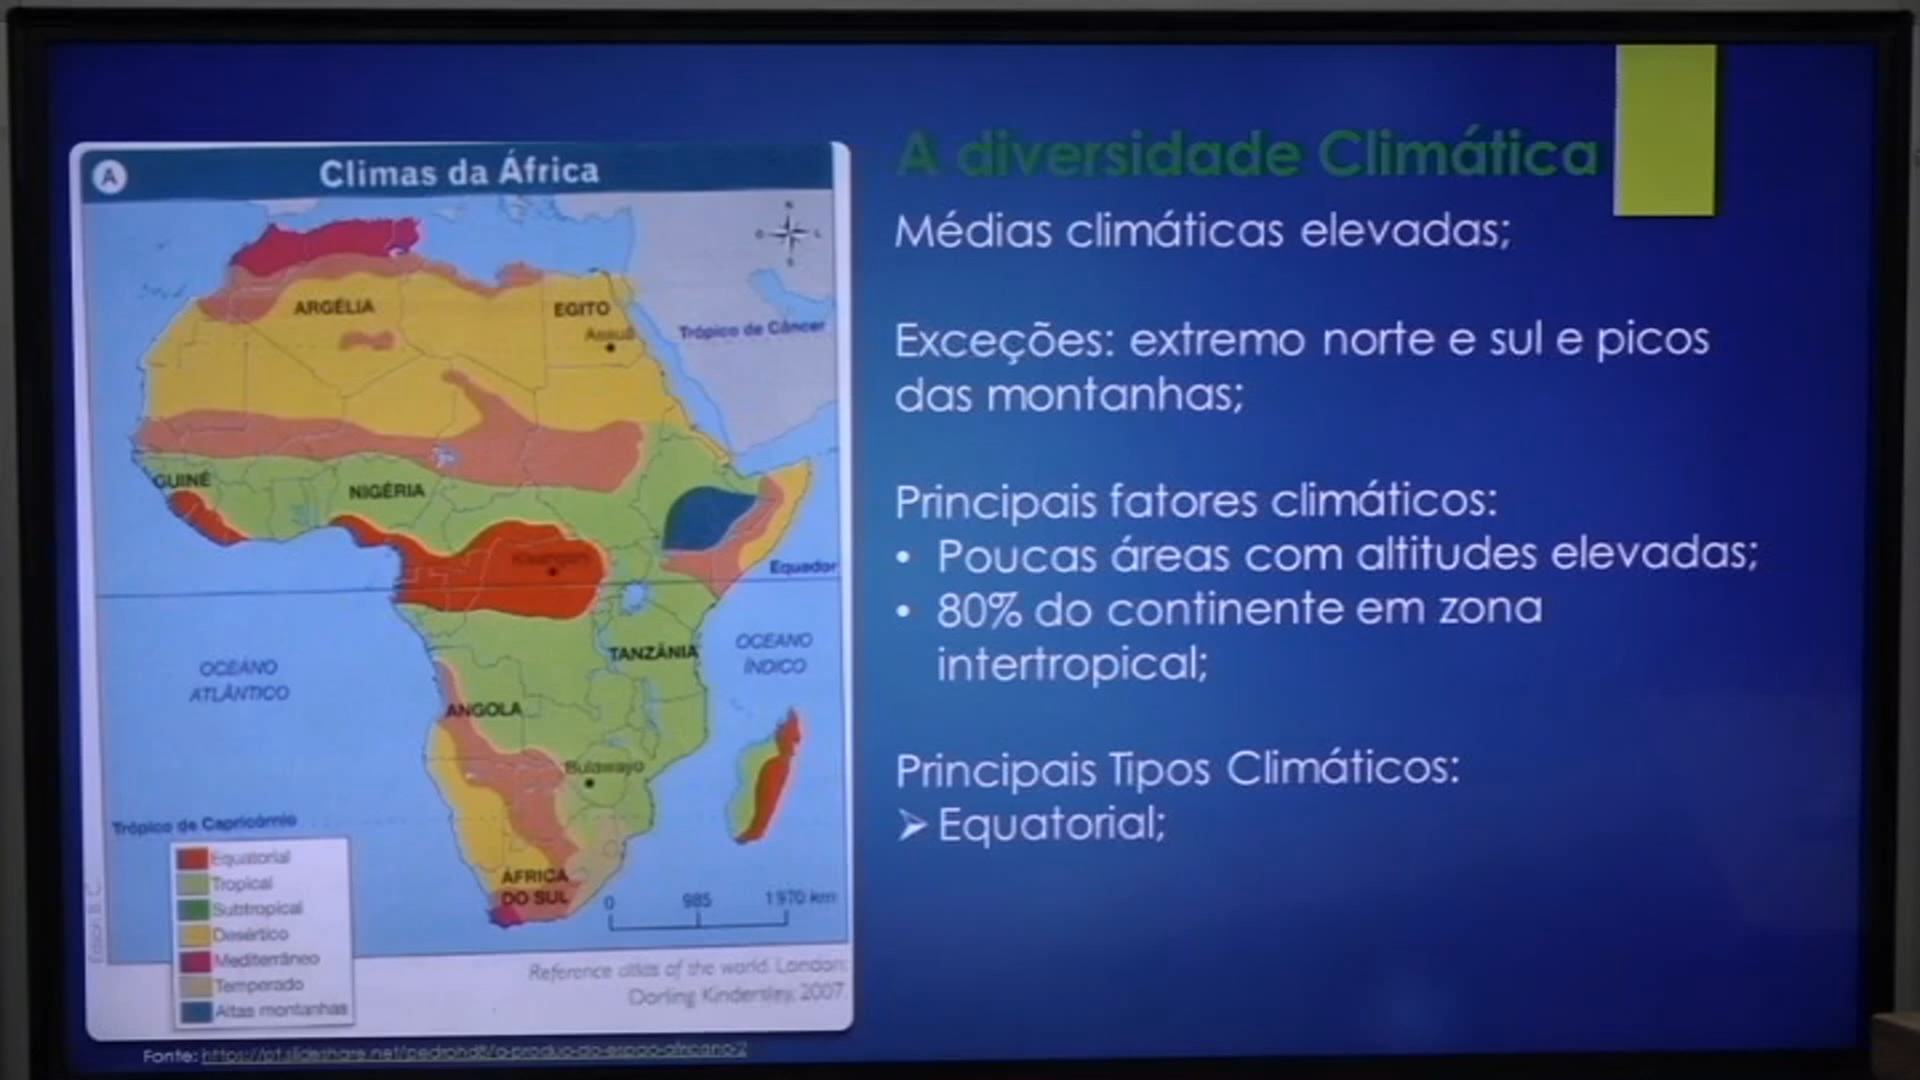 A
Climas da África
ARGÉLIA
EGITO
Assuã
Trópico de Câncer
GUINÉ
NIGÉRIA
Equador
TANZÂNIA
OCEANO
ÍNDICO
OCEANO
ATLÂNTICO
ANGOLA
Bulawayo
Trópico de Capricórnio
ÁFRICA
DO SUL
0 985 1 970 km
Equatorial
Tropical
Subtropical
Desértico
Mediterrâneo
Temperado
Altas montanhas
Reference atlas of the world. London:
Dorling Kindersley, 2007.
Fonte:
A diversidade Climática
Médias climáticas elevadas;
Exceções: extremo norte e sul e picos
das montanhas;
Principais fatores climáticos:
• Poucas áreas com altitudes elevadas;
• 80% do continente em zona
intertropical;
Principais Tipos Climáticos:
➢ Equatorial;